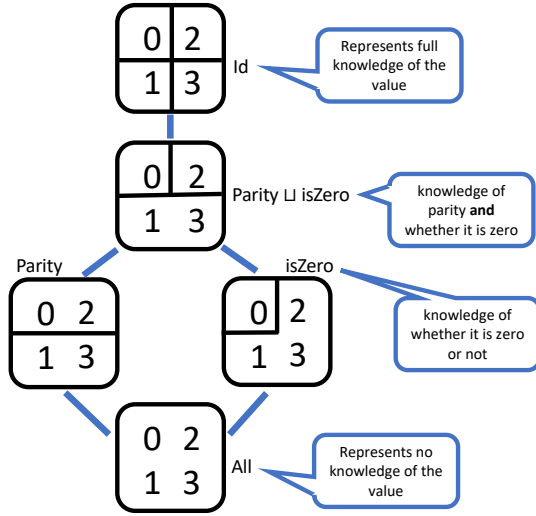 0 2
1 3
Id
Represents full
knowledge of the
value
0 2
1 3
Parity ⊔ isZero
knowledge of
parity and
whether it is zero
Parity
0 2
1 3
isZero
0 2
1 3
knowledge of
whether it is zero
or not
0 2
1 3
All
Represents no
knowledge of the
value